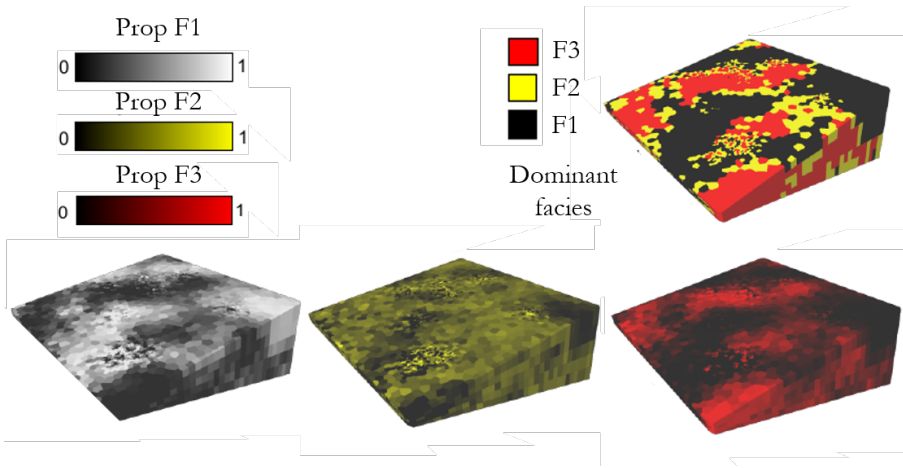 Prop F1
0 1
Prop F2
0 1
Prop F3
0 1
F3
F2
F1
Dominant
facies